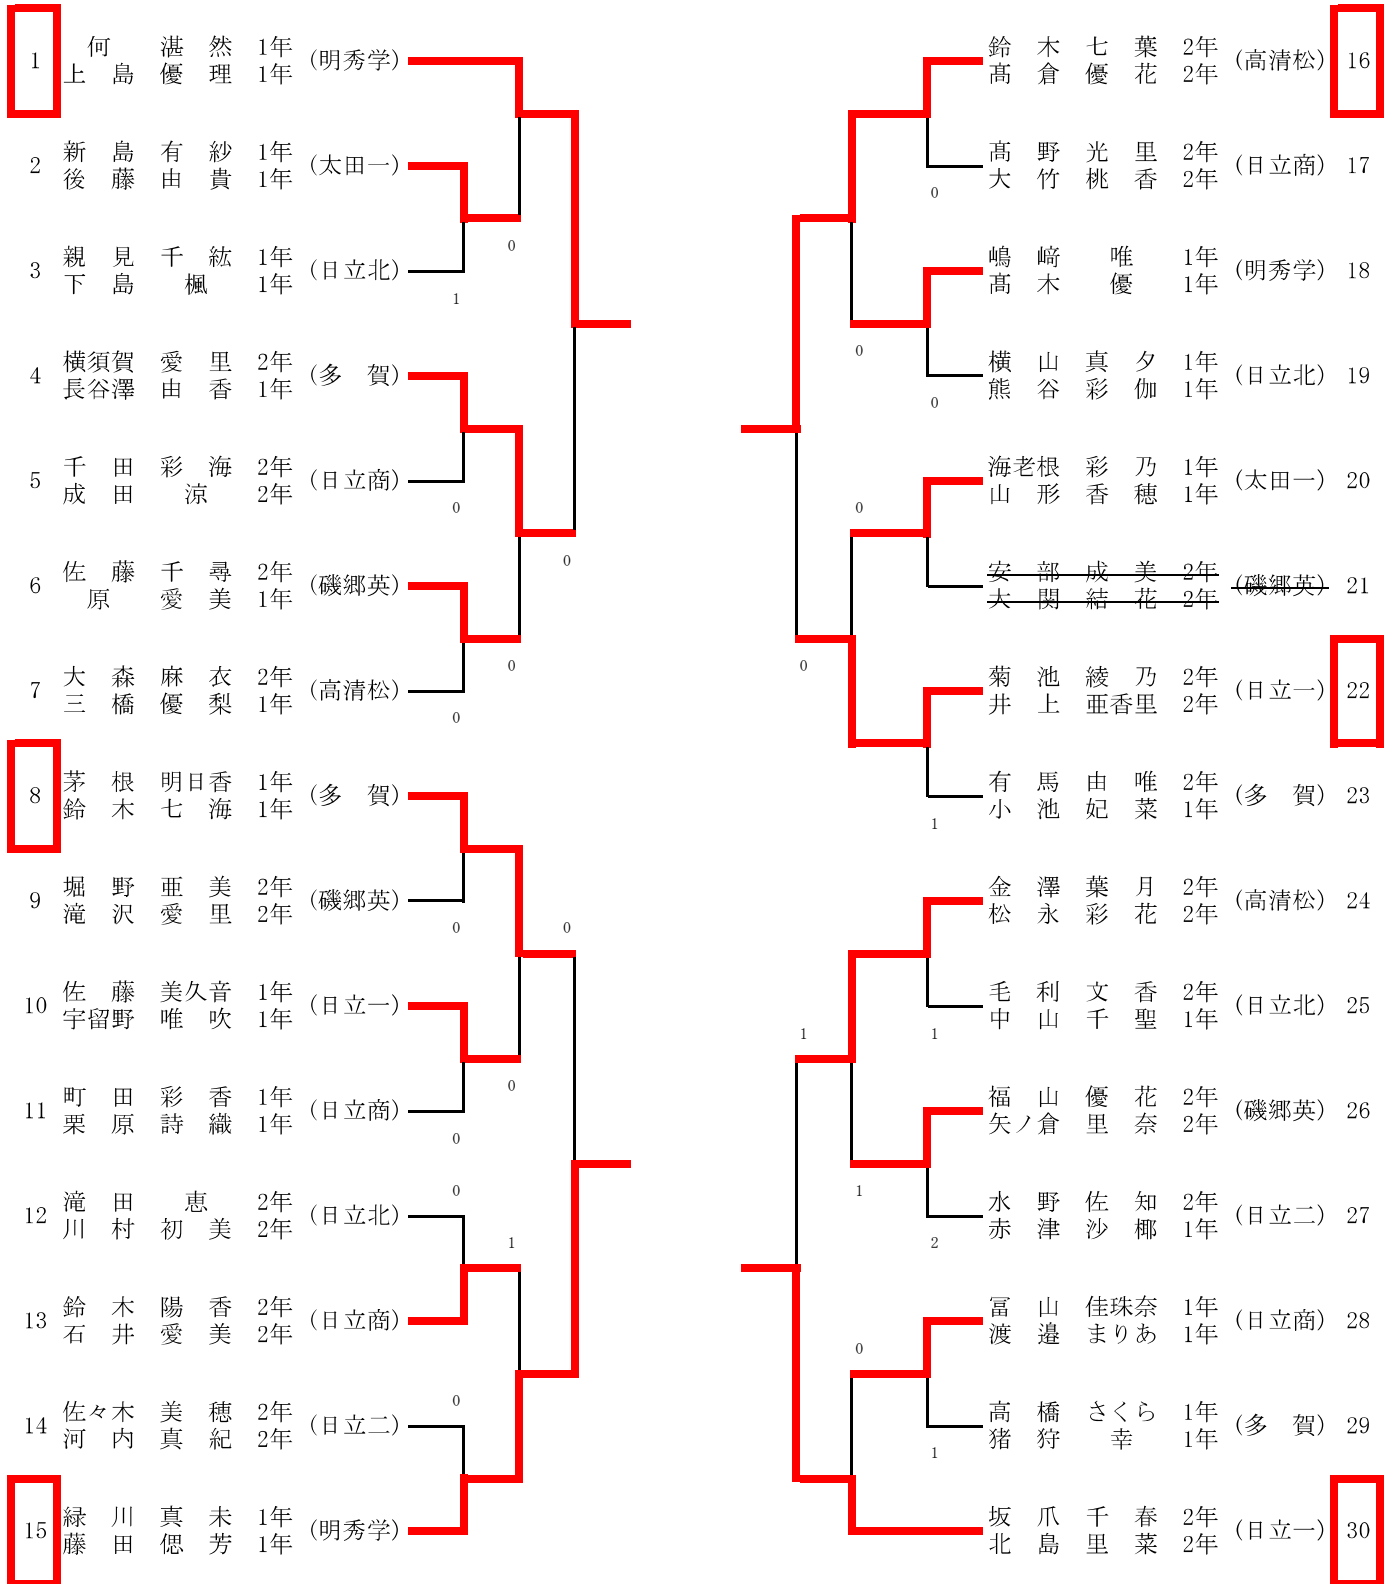 何 湛然 1年
1 (明秀学)
上島優理 1年
新島有紗 1年
2 (太田一)
後藤由貴 1年
0
親見千紘 1年
3 (日立北)
下島楓 1年
1
横須賀愛里 2年
4 (多賀)
長谷澤由香 1年
千田彩海 2年
5 (日立商)
成田涼 2年
0
0
佐藤千尋 2年
6 (磯郷英)
原愛美 1年
0
大森麻衣 2年
7 (高清松)
三橋優梨 1年
0
茅根明日香 1年
8 (多賀)
鈴木七海 1年
堀野亜美 2年
9 (磯郷英)
滝沢愛里 2年
0 0
佐藤美久音 1年
10 (日立一)
宇留野唯吹 1年
0
町田彩香 1年
11 (日立商)
栗原詩織 1年
0
0
滝田恵 2年
12 (日立北)
川村初美 2年
1
鈴木陽香 2年
13 (日立商)
石井愛美 2年
0
佐々木美穂 2年
14 (日立二)
河内真紀 2年
緑川真未 1年
15 (明秀学)
藤田偲芳 1年
鈴木七葉 2年
(高清松) 16
髙倉優花 2年
髙野光里 2年
(日立商) 17
大竹桃香 2年
0
嶋﨑唯 1年
(明秀学) 18
髙木優 1年
0
横山真夕 1年
(日立北) 19
熊谷彩伽 1年
0
海老根彩乃 1年
(太田一) 20
山形香穂 1年
0
安部成美 2年
(磯郷英) 21
大関結花 2年
0
菊池綾乃 2年
(日立一) 22
井上亜香里 2年
有馬由唯 2年
(多賀) 23
小池妃菜 1年
1
金澤葉月 2年
(高清松) 24
松永彩花 2年
毛利文香 2年
(日立北) 25
中山千聖 1年
1 1
福山優花 2年
(磯郷英) 26
矢ノ倉里奈 2年
1
水野佐知 2年
(日立二) 27
赤津沙椰 1年
2
冨山佳珠奈 1年
(日立商) 28
渡邉まりあ 1年
0
高橋さくら 1年
(多賀) 29
猪狩幸 1年
1
坂爪千春 2年
(日立一) 30
北島里菜 2年